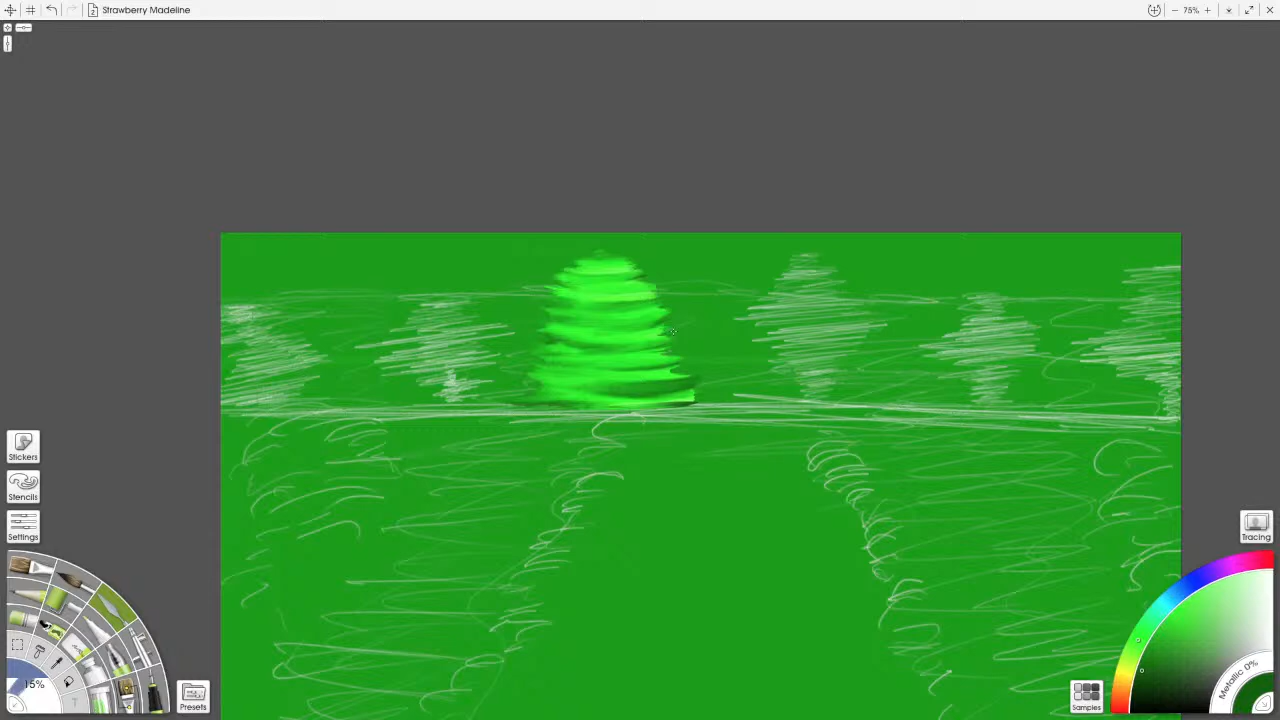 Strawberry Madeline
75%
Stickers
Stencils
Settings
Tracing
15%
Metallic 0%
Presets
Samples